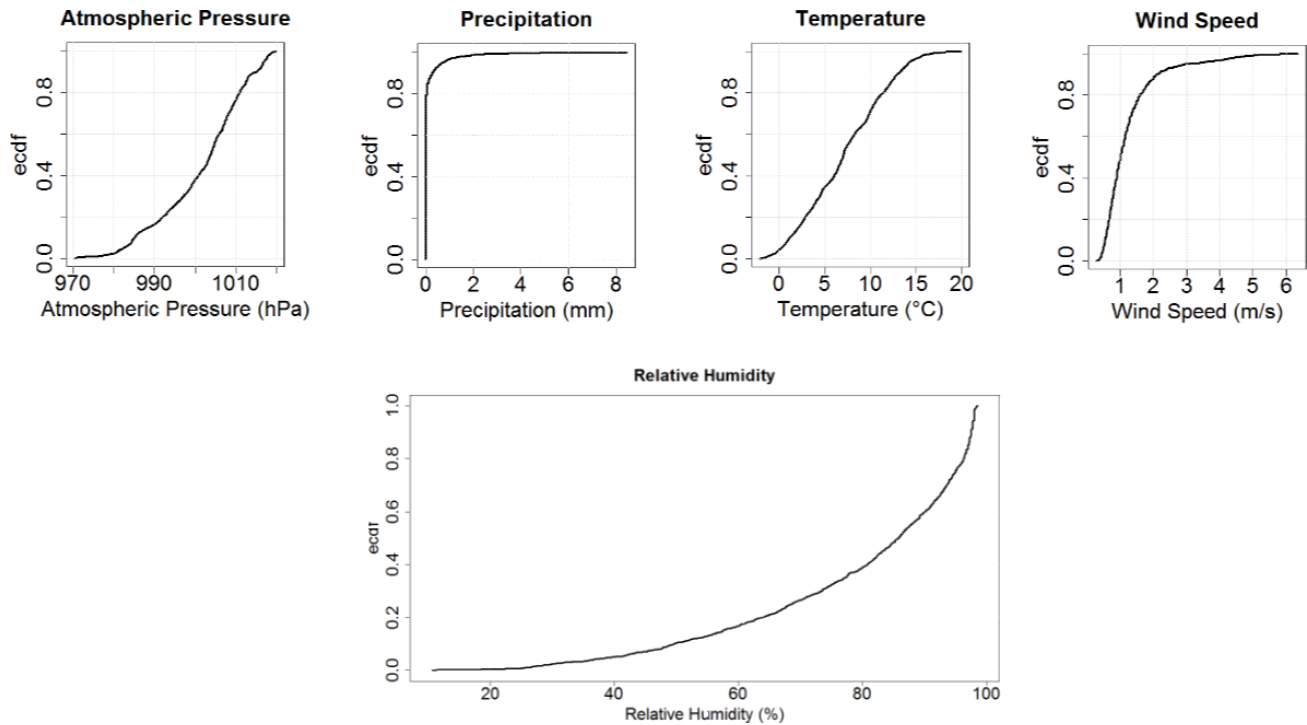 Atmospheric Pressure
ecdf
0.0 0.4 0.8
970 990 1010
Atmospheric Pressure (hPa)
Precipitation
ecdf
0.0 0.4 0.8
0 2 4 6 8
Precipitation (mm)
Temperature
ecdf
0.0 0.4 0.8
0 5 10 15 20
Temperature (°C)
Wind Speed
ecdf
0.0 0.4 0.8
1 2 3 4 5 6
Wind Speed (m/s)
Relative Humidity
ecdf
0.0 0.2 0.4 0.6 0.8 1.0
20 40 60 80 100
Relative Humidity (%)